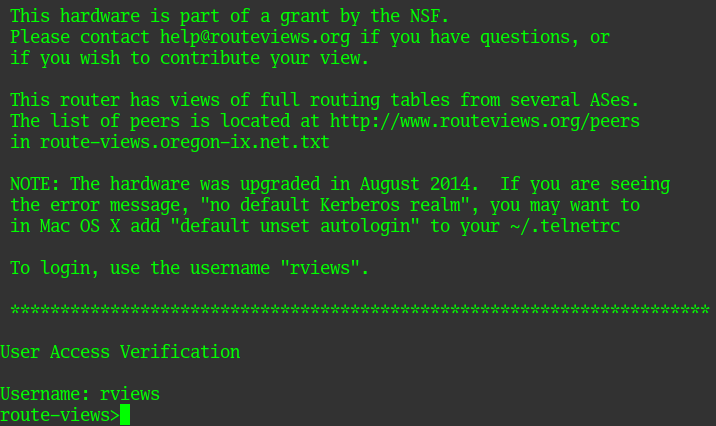 This hardware is part of a grant by the NSF.
Please contact help@routeviews.org if you have questions, or
if you wish to contribute your view.
This router has views of full routing tables from several ASes.
The list of peers is located at http://www.routeviews.org/peers
in route-views.oregon-ix.net.txt
NOTE: The hardware was upgraded in August 2014.  If you are seeing
the error message, "no default Kerberos realm", you may want to
in Mac OS X add "default unset autologin" to your ~/.telnetrc
To login, use the username "rviews".
**********************************************************************
User Access Verification
Username: rviews
route-views>